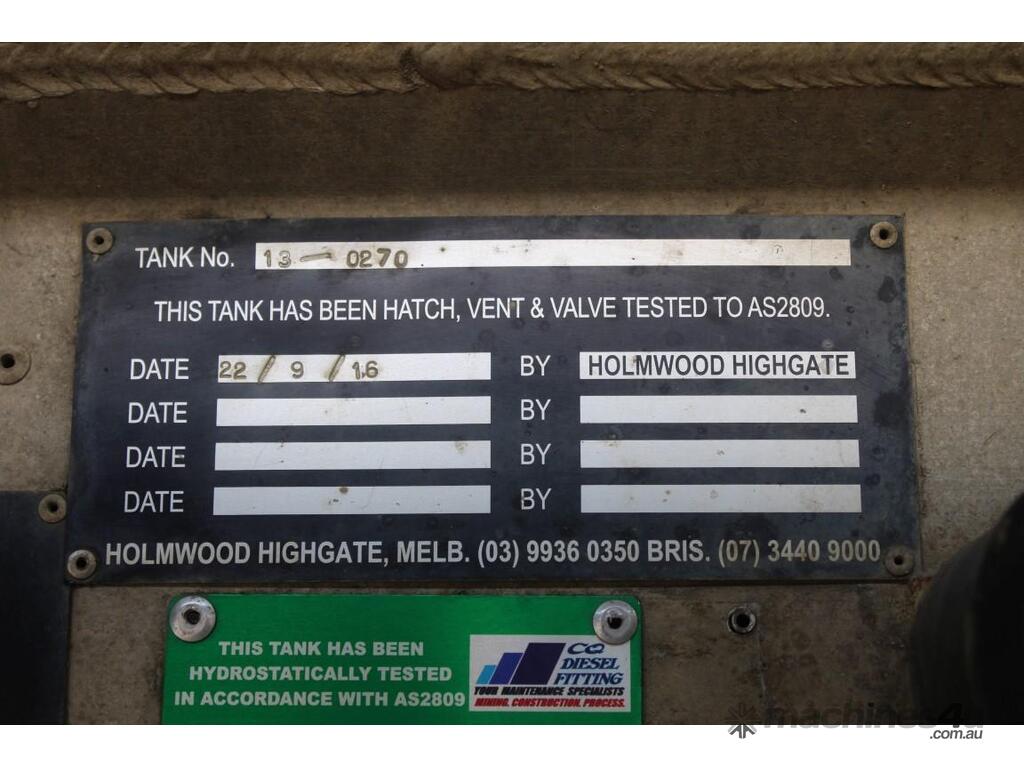 TANK No. 13 - 0270
THIS TANK HAS BEEN HATCH, VENT & VALVE TESTED TO AS2809.
DATE 22 / 9 / 16 BY HOLMWOOD HIGHGATE
DATE BY
DATE BY
DATE BY
HOLMWOOD HIGHGATE, MELB. (03) 9936 0350 BRIS. (07) 3440 9000
THIS TANK HAS BEEN
HYDROSTATICALLY TESTED
IN ACCORDANCE WITH AS2809
CQ
DIESEL
FITTING
YOUR MAINTENANCE SPECIALISTS
MINING. CONSTRUCTION. PROCESS.
machines4u
.com.au